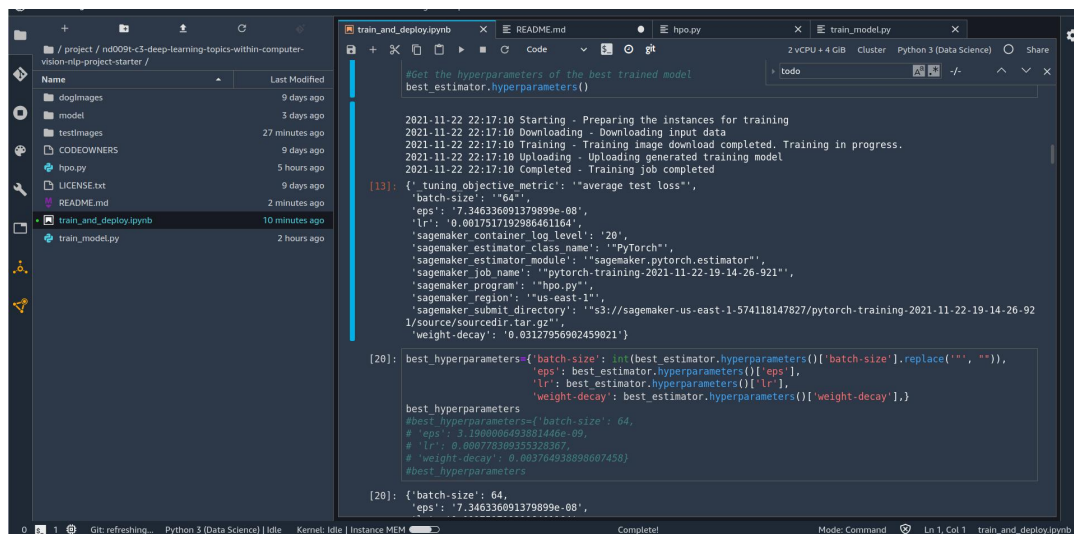 train_and_deploy.ipynb
README.md
hpo.py
train_model.py
/ project / nd009t-c3-deep-learning-topics-within-computer-
vision-nlp-project-starter /
Name Last Modified
dogImages 9 days ago
model 3 days ago
testImages 27 minutes ago
CODEOWNERS 9 days ago
hpo.py 5 hours ago
LICENSE.txt 9 days ago
README.md 2 minutes ago
train_and_deploy.ipynb 10 minutes ago
train_model.py 2 hours ago
Code git 2 vCPU + 4 GiB Cluster Python 3 (Data Science) Share
todo -/-
#Get the hyperparameters of the best trained model
best_estimator.hyperparameters()
2021-11-22 22:17:10 Starting - Preparing the instances for training
2021-11-22 22:17:10 Downloading - Downloading input data
2021-11-22 22:17:10 Training - Training image download completed. Training in progress.
2021-11-22 22:17:10 Uploading - Uploading generated training model
2021-11-22 22:17:10 Completed - Training job completed
[13]: {'_tuning_objective_metric': '"average test loss"',
'batch-size': '"64"',
'eps': '7.346336091379899e-08',
'lr': '0.0017517192986461164',
'sagemaker_container_log_level': '20',
'sagemaker_estimator_class_name': '"PyTorch"',
'sagemaker_estimator_module': '"sagemaker.pytorch.estimator"',
'sagemaker_job_name': '"pytorch-training-2021-11-22-19-14-26-921"',
'sagemaker_program': '"hpo.py"',
'sagemaker_region': '"us-east-1"',
'sagemaker_submit_directory': '"s3://sagemaker-us-east-1-574118147827/pytorch-training-2021-11-22-19-14-26-92
1/source/sourcedir.tar.gz"',
'weight-decay': '0.03127956902459021'}
[20]: best_hyperparameters={'batch-size': int(best_estimator.hyperparameters()['batch-size'].replace('"', "")),
'eps': best_estimator.hyperparameters()['eps'],
'lr': best_estimator.hyperparameters()['lr'],
'weight-decay': best_estimator.hyperparameters()['weight-decay'],}
best_hyperparameters
#best_hyperparameters={'batch-size': 64,
# 'eps': 3.1900006493881446e-09,
# 'lr': 0.000778309355328367,
# 'weight-decay': 0.003764938898607458}
#best_hyperparameters
[20]: {'batch-size': 64,
'eps': '7.346336091379899e-08',
0 1 Git: refreshing... Python 3 (Data Science) | Idle Kernel: Idle | Instance MEM Complete! Mode: Command Ln 1, Col 1 train_and_deploy.ipynb